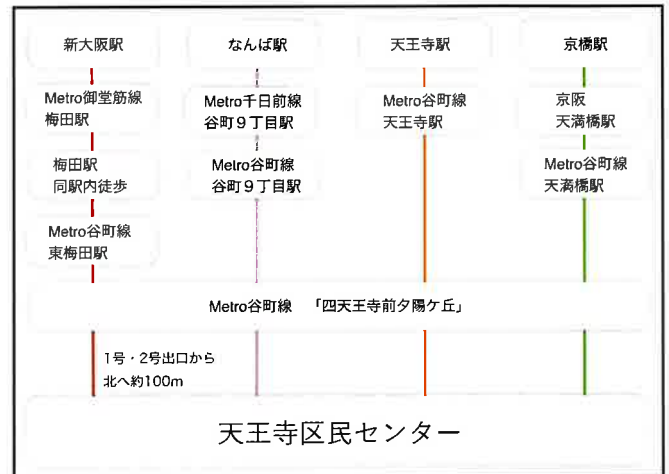 新大阪駅
Metro御堂筋線
梅田駅
梅田駅
同駅内徒歩
Metro谷町線
東梅田駅
なんば駅
Metro千日前線
谷町９丁目駅
Metro谷町線
谷町９丁目駅
天王寺駅
Metro谷町線
天王寺駅
京橋駅
京阪
天満橋駅
Metro谷町線
天満橋駅
Metro谷町線　「四天王寺前夕陽ケ丘」
1号・2号出口から
北へ約100m
天王寺区民センター